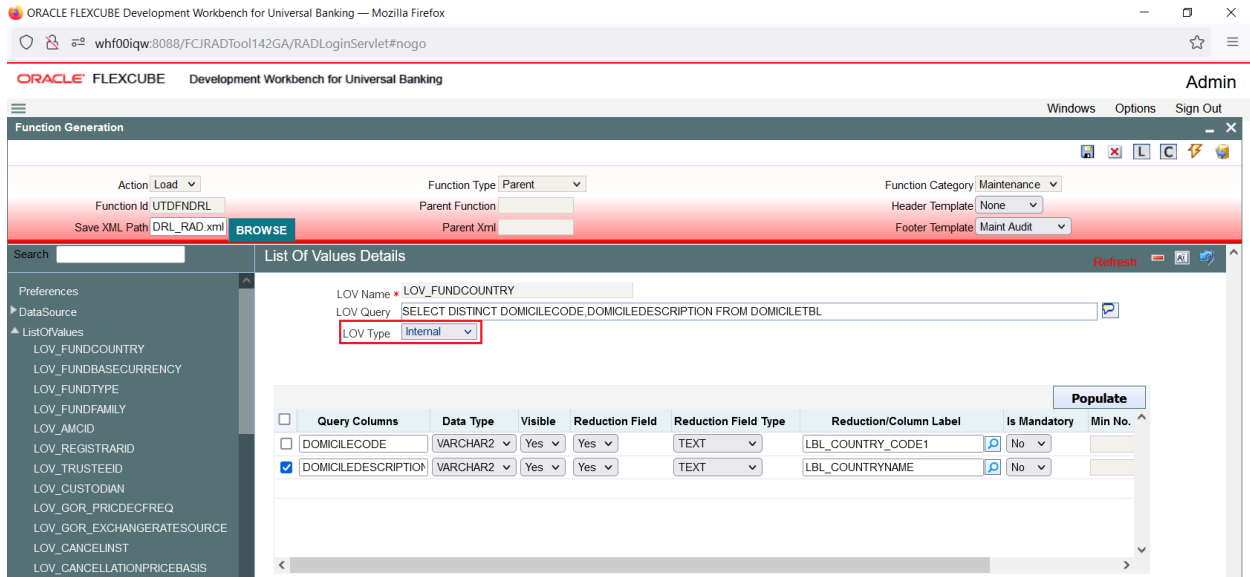 ORACLE FLEXCUBE Development Workbench for Universal Banking — Mozilla Firefox
whf00iqw:8088/FCJRADTool142GA/RADLoginServlet#nogo
ORACLE FLEXCUBE Development Workbench for Universal Banking
Admin
Windows Options Sign Out
Function Generation
L C
Action Load Function Type Parent Function Category Maintenance
Function Id UTDFNDRL Parent Function Header Template None
Save XML Path DRL_RAD.xml BROWSE Parent Xml Footer Template Maint Audit
Search
List Of Values Details
Refresh
Preferences
DataSource
ListOfValues
LOV_FUNDCOUNTRY
LOV_FUNDBASECURRENCY
LOV_FUNDTYPE
LOV_FUNDFAMILY
LOV_AMCID
LOV_REGISTRARID
LOV_TRUSTEEID
LOV_CUSTODIAN
LOV_GOR_PRICDECFREQ
LOV_GOR_EXCHANGERATESOURCE
LOV_CANCELINST
LOV_CANCELLATIONPRICEBASIS
LOV Name * LOV_FUNDCOUNTRY
LOV Query SELECT DISTINCT DOMICILECODE,DOMICILEDESCRIPTION FROM DOMICILETBL
LOV Type Internal
Populate
Query Columns Data Type Visible Reduction Field Reduction Field Type Reduction/Column Label Is Mandatory Min No.
DOMICILECODE VARCHAR2 Yes Yes TEXT LBL_COUNTRY_CODE1 No
DOMICILEDESCRIPTION VARCHAR2 Yes Yes TEXT LBL_COUNTRYNAME No